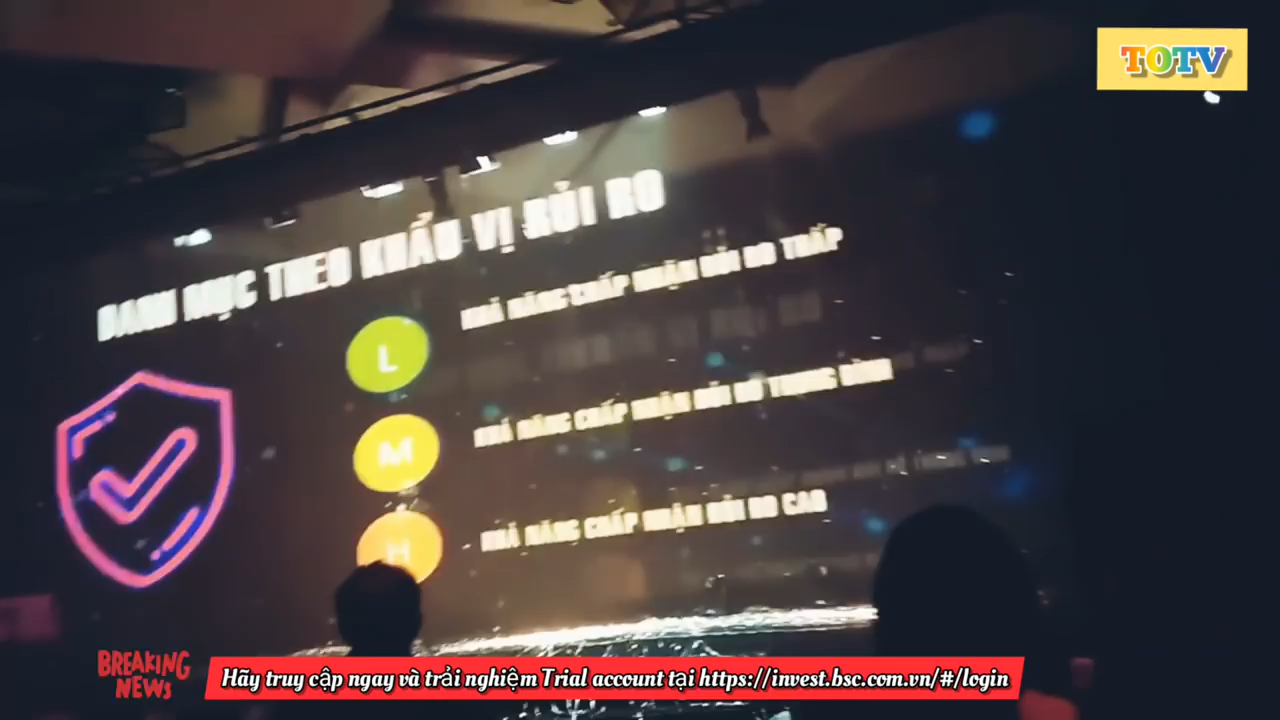 TOTV
DANH MỤC THEO KHẨU VỊ RỦI RO
L
KHẢ NĂNG CHẤP NHẬN RỦI RO THẤP
M
KHẢ NĂNG CHẤP NHẬN RỦI RO TRUNG BÌNH
H
KHẢ NĂNG CHẤP NHẬN RỦI RO CAO
BREAKING
NEWS
Hãy truy cập ngay và trải nghiệm Trial account tại https://invest.bsc.com.vn/#/login